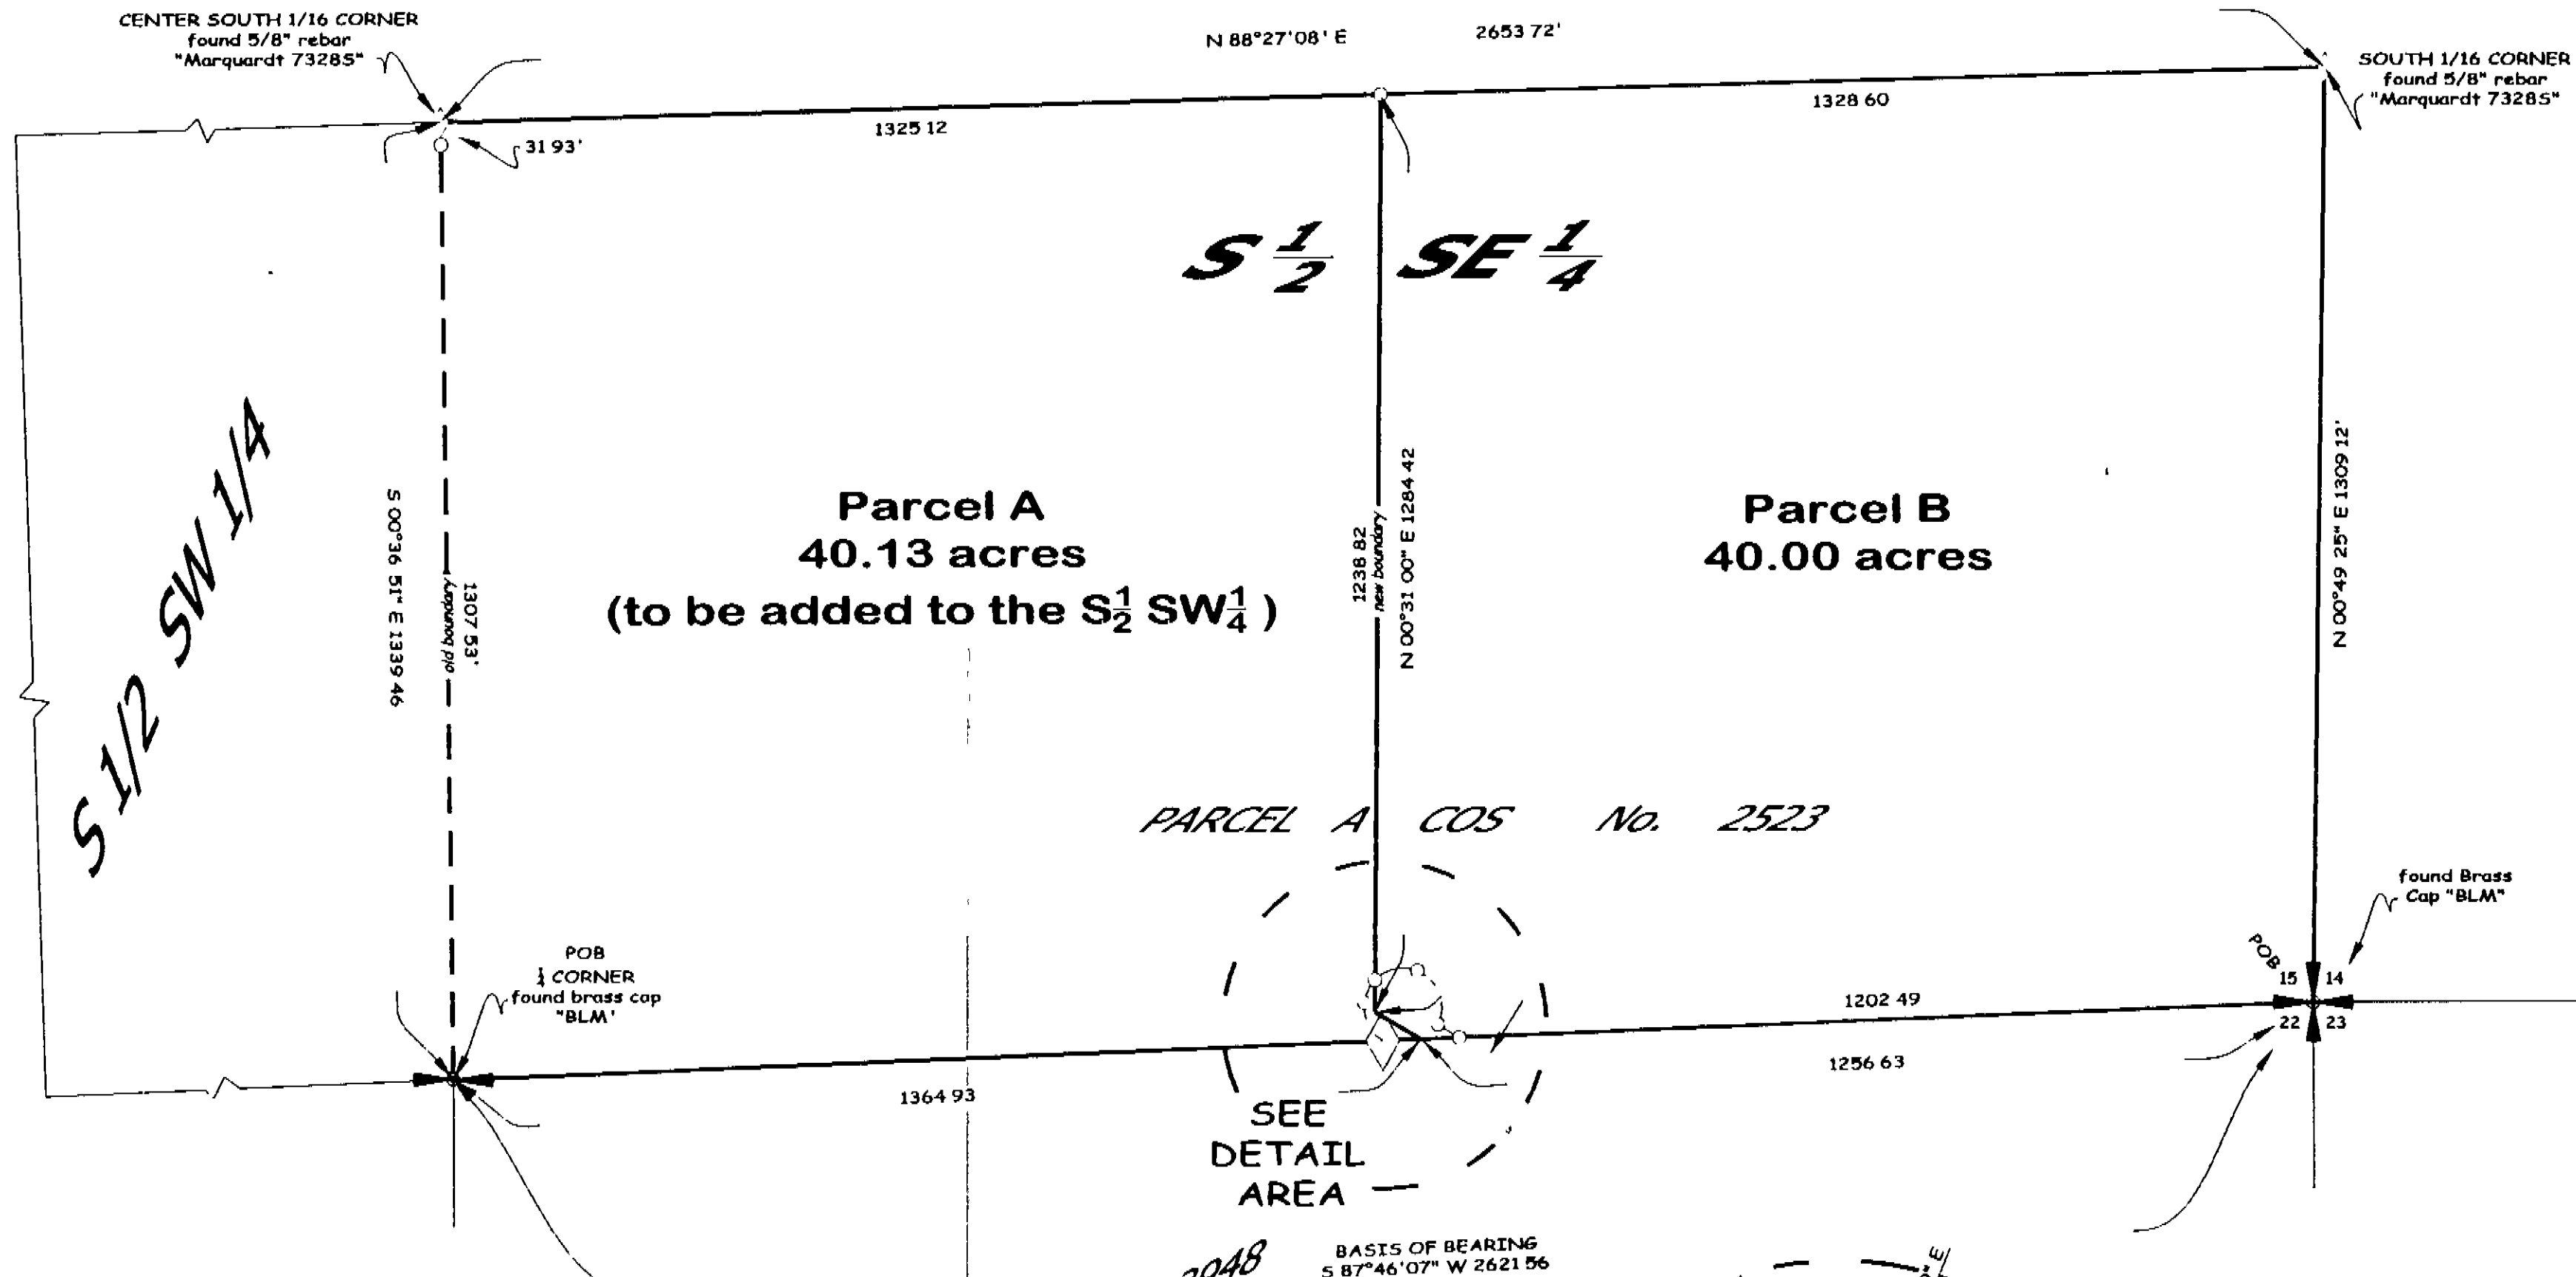 CENTER SOUTH 1/16 CORNER
found 5/8" rebar
"Marquardt 7328S"
N 88°27'08' E
2653 72'
SOUTH 1/16 CORNER
found 5/8" rebar
"Marquardt 7328S"
31 93'
1325 12
1328 60
S 1/2 SE 1/4
S 1/2 SW 1/4
S 00°36 51" E 1339 46
1307 53'
old boundary
Parcel A
40.13 acres
(to be added to the S 1/2 SW 1/4 )
1238 82
new boundary
N 00°31 00" E 1284 42
Parcel B
40.00 acres
N 00°49 25" E 1309 12'
PARCEL A COS No. 2523
found Brass
Cap "BLM"
POB
¼ CORNER
found brass cap
"BLM'
POB
15 14
22 23
1202 49
1256 63
1364 93
SEE
DETAIL
AREA
BASIS OF BEARING
S 87°46'07" W 2621 56